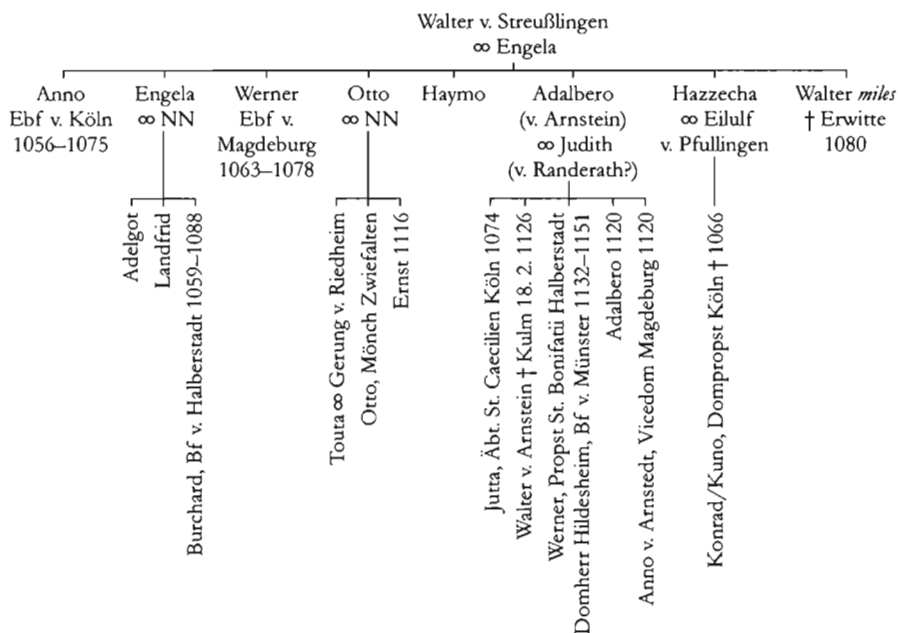 Walter v. Streußlingen
∞ Engela
Anno
Ebf v. Köln
1056–1075
Engela
∞ NN
Werner
Ebf v.
Magdeburg
1063–1078
Otto
∞ NN
Haymo
Adalbero
(v. Arnstein)
∞ Judith
(v. Randerath?)
Hazzecha
∞ Eilulf
v. Pfullingen
Walter miles
† Erwitte
1080
Adelgot
Landfrid
Burchard, Bf v. Halberstadt 1059–1088
Touta ∞ Gerung v. Riedheim
Otto, Mönch Zwiefalten
Ernst 1116
Jutta, Äbt. St. Caecilien Köln 1074
Walter v. Arnstein † Kulm 18. 2. 1126
Werner, Propst St. Bonifatii Halberstadt
Domherr Hildesheim, Bf v. Münster 1132–1151
Adalbero 1120
Anno v. Arnstedt, Vicedom Magdeburg 1120
Konrad/Kuno, Dompropst Köln † 1066